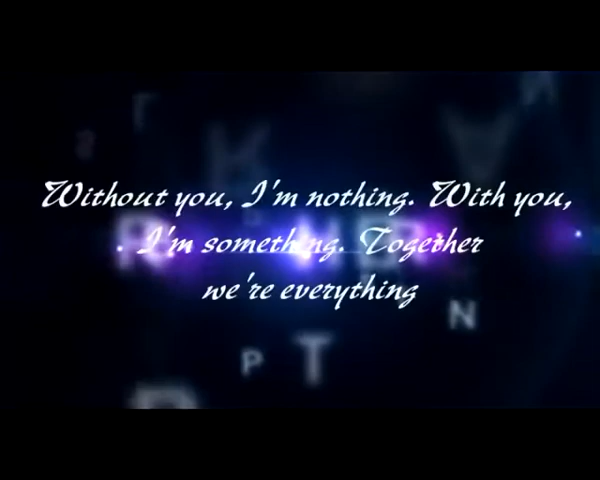 Without you, I'm nothing. With you,
I'm something. Together
we're everything
R
N
P
T